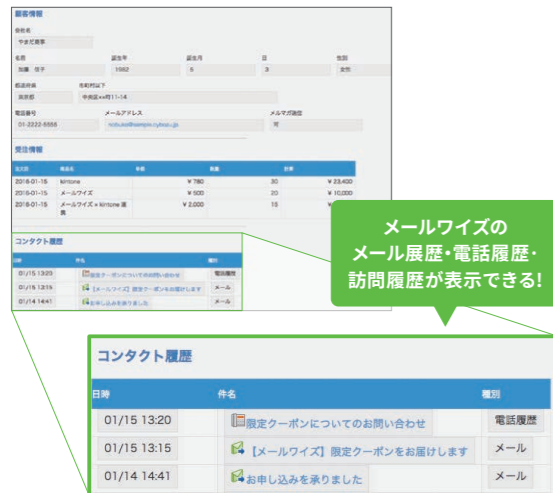 顧客情報
会社名
やまだ商事
名前 誕生年 誕生月 日 性別
加藤 信子 1982 5 3 女性
都道府県 市町村以下
東京都 中央区××町11-14
電話番号 メールアドレス メルマガ送信
01-2222-5555 可
受注情報
注文日 商品名 単価 数量 計算
2016-01-15 kintone ¥ 780 30 ¥ 23,400
2016-01-15 メールワイズ ¥ 500 20 ¥ 10,000
2016-01-15 メールワイズ × kintone 連携 ¥ 2,000 15 ¥
コンタクト履歴
日時 件名 種別
01/15 13:20 限定クーポンについてのお問い合わせ 電話履歴
01/15 13:15 【メールワイズ】限定クーポンをお届けします メール
01/14 14:41 お申し込みを承りました メール
メールワイズの
メール展歴・電話履歴・
訪問履歴が表示できる!
コンタクト履歴
日時 件名 種別
01/15 13:20 限定クーポンについてのお問い合わせ 電話履歴
01/15 13:15 【メールワイズ】限定クーポンをお届けします メール
01/14 14:41 お申し込みを承りました メール